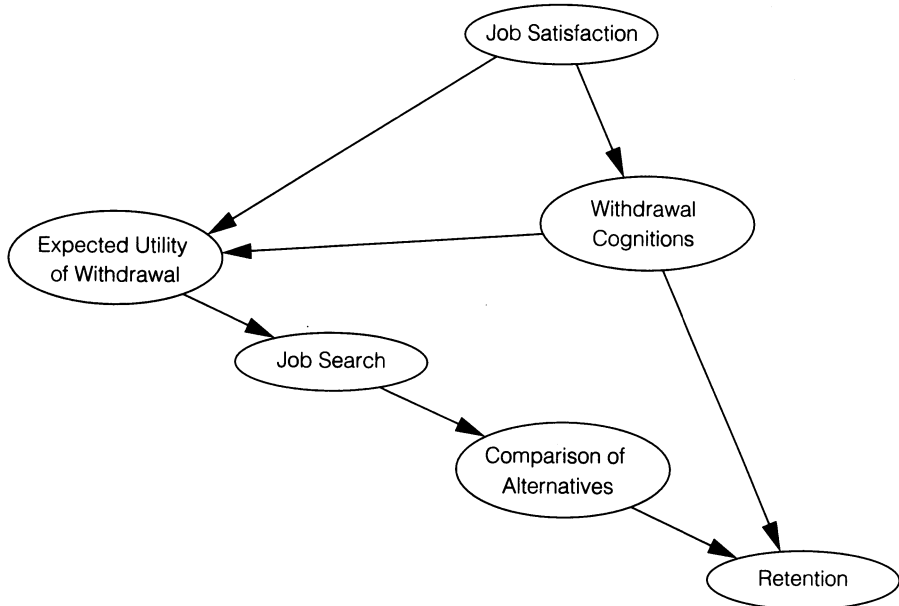 Job Satisfaction
Withdrawal
Cognitions
Expected Utility
of Withdrawal
Job Search
Comparison of
Alternatives
Retention